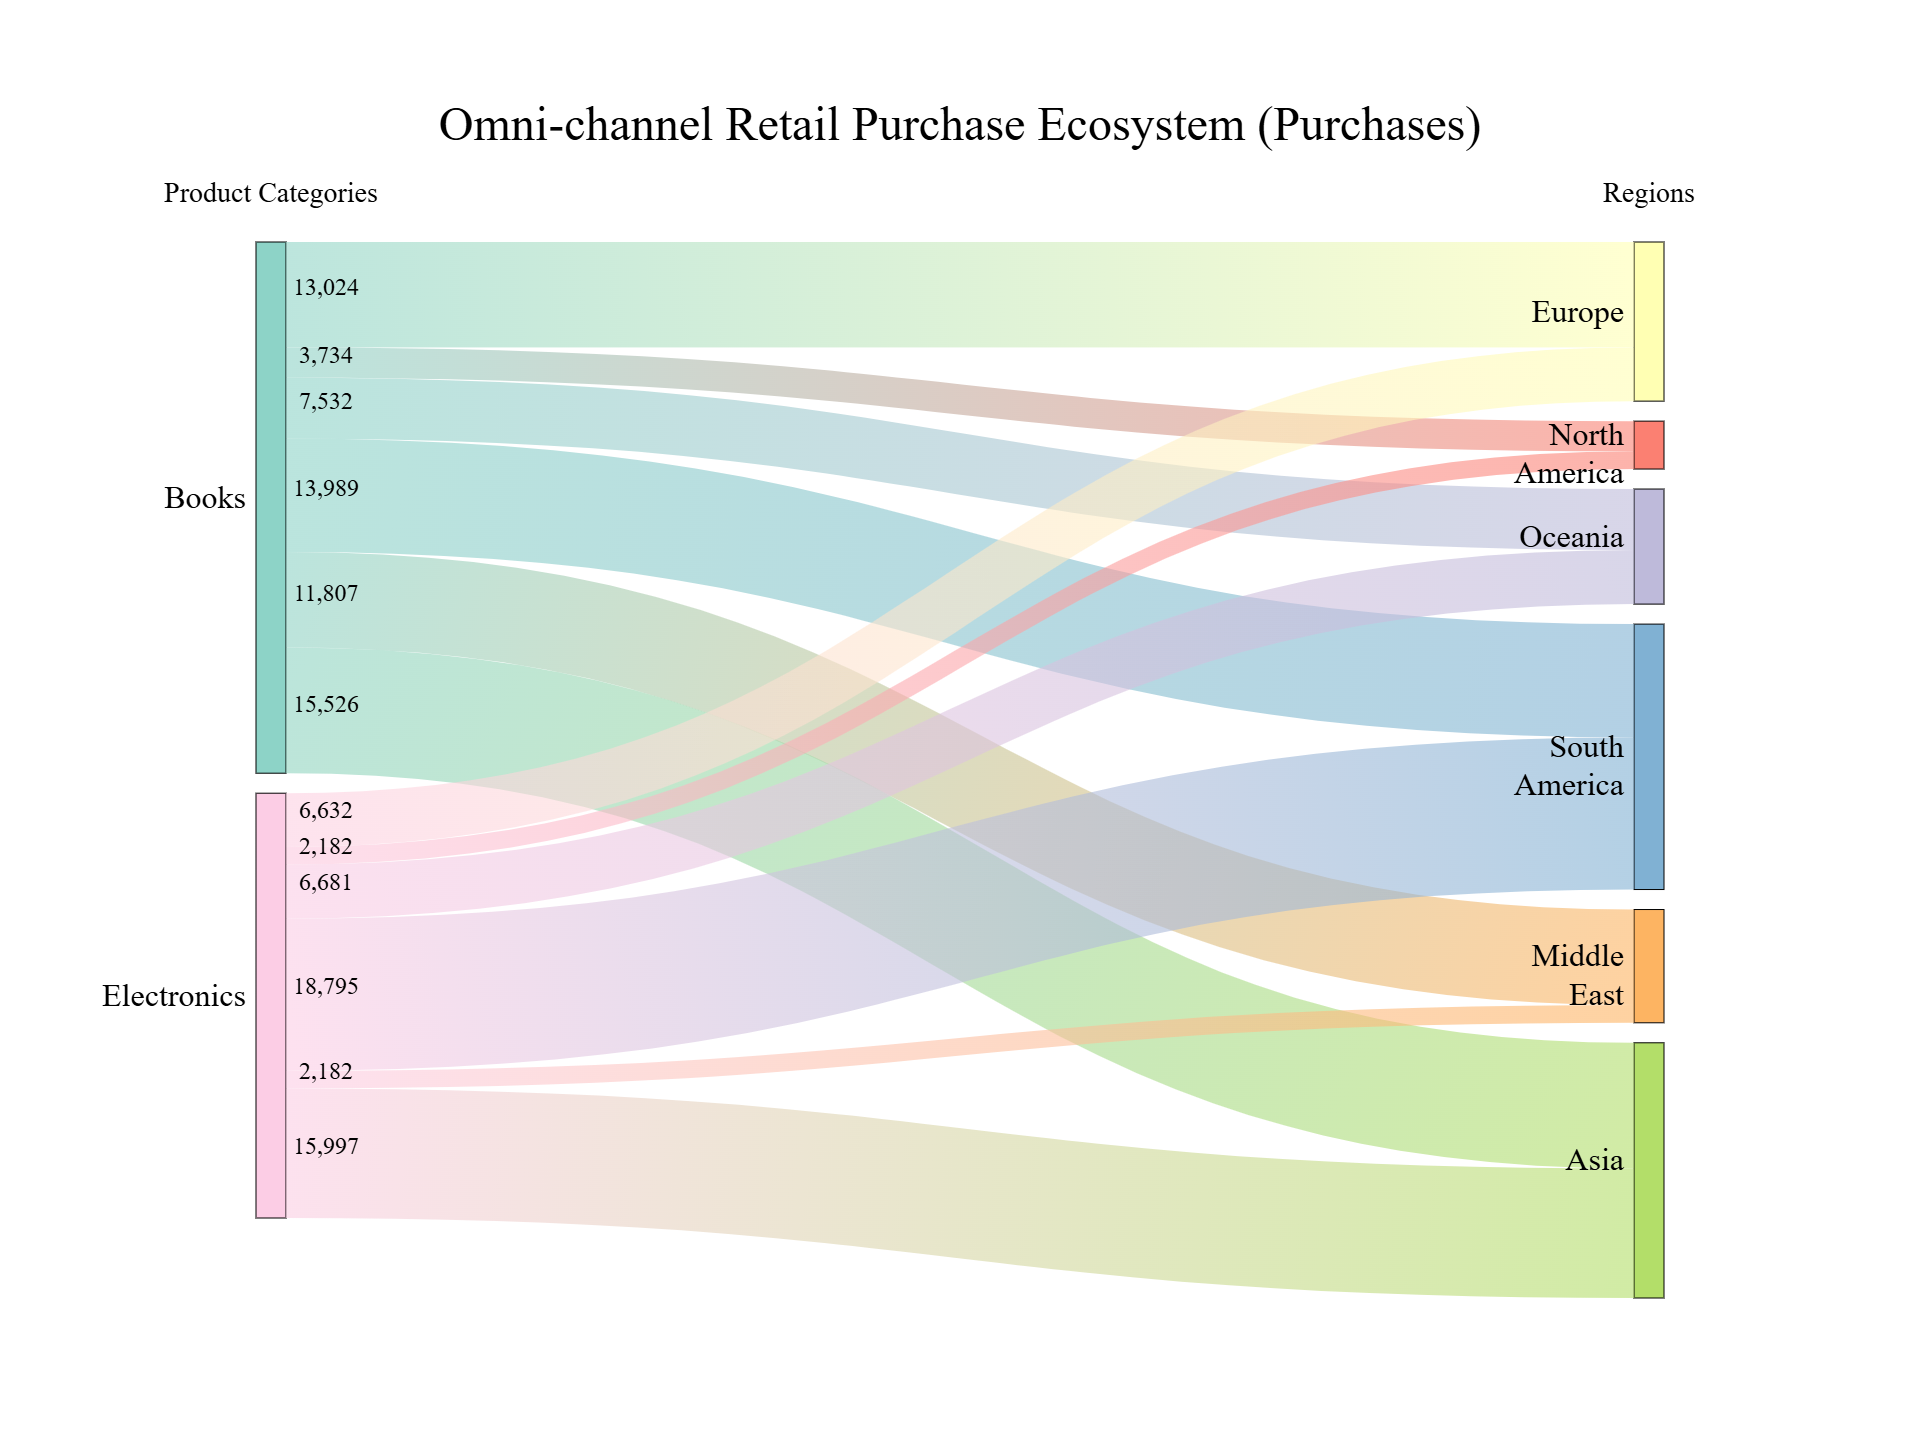 Omni-channel Retail Purchase Ecosystem (Purchases)
Product Categories
Regions
13,024
3,734
7,532
13,989
11,807
15,526
Books
6,632
2,182
6,681
18,795
2,182
15,997
Electronics
Europe
North
America
Oceania
South
America
Middle
East
Asia